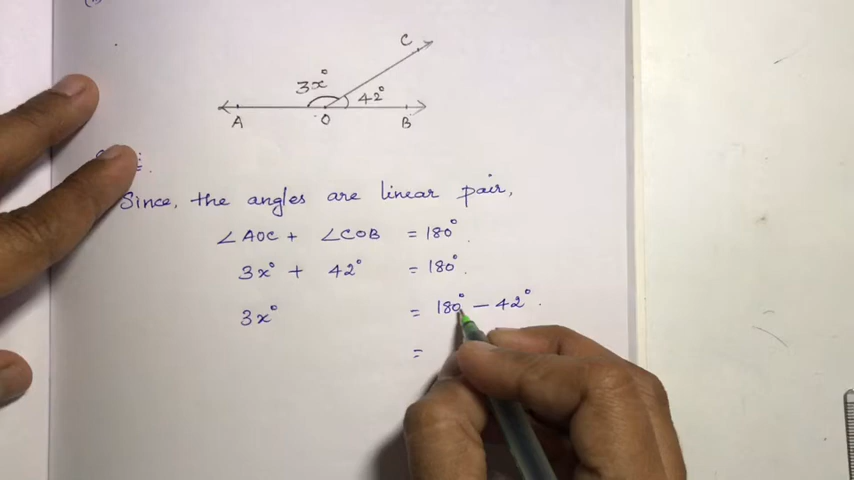 C
3x° 42°
A O B
Since, the angles are linear pair,
∠AOC + ∠COB = 180°.
3x° + 42° = 180°.
3x° = 180° − 42°.
=